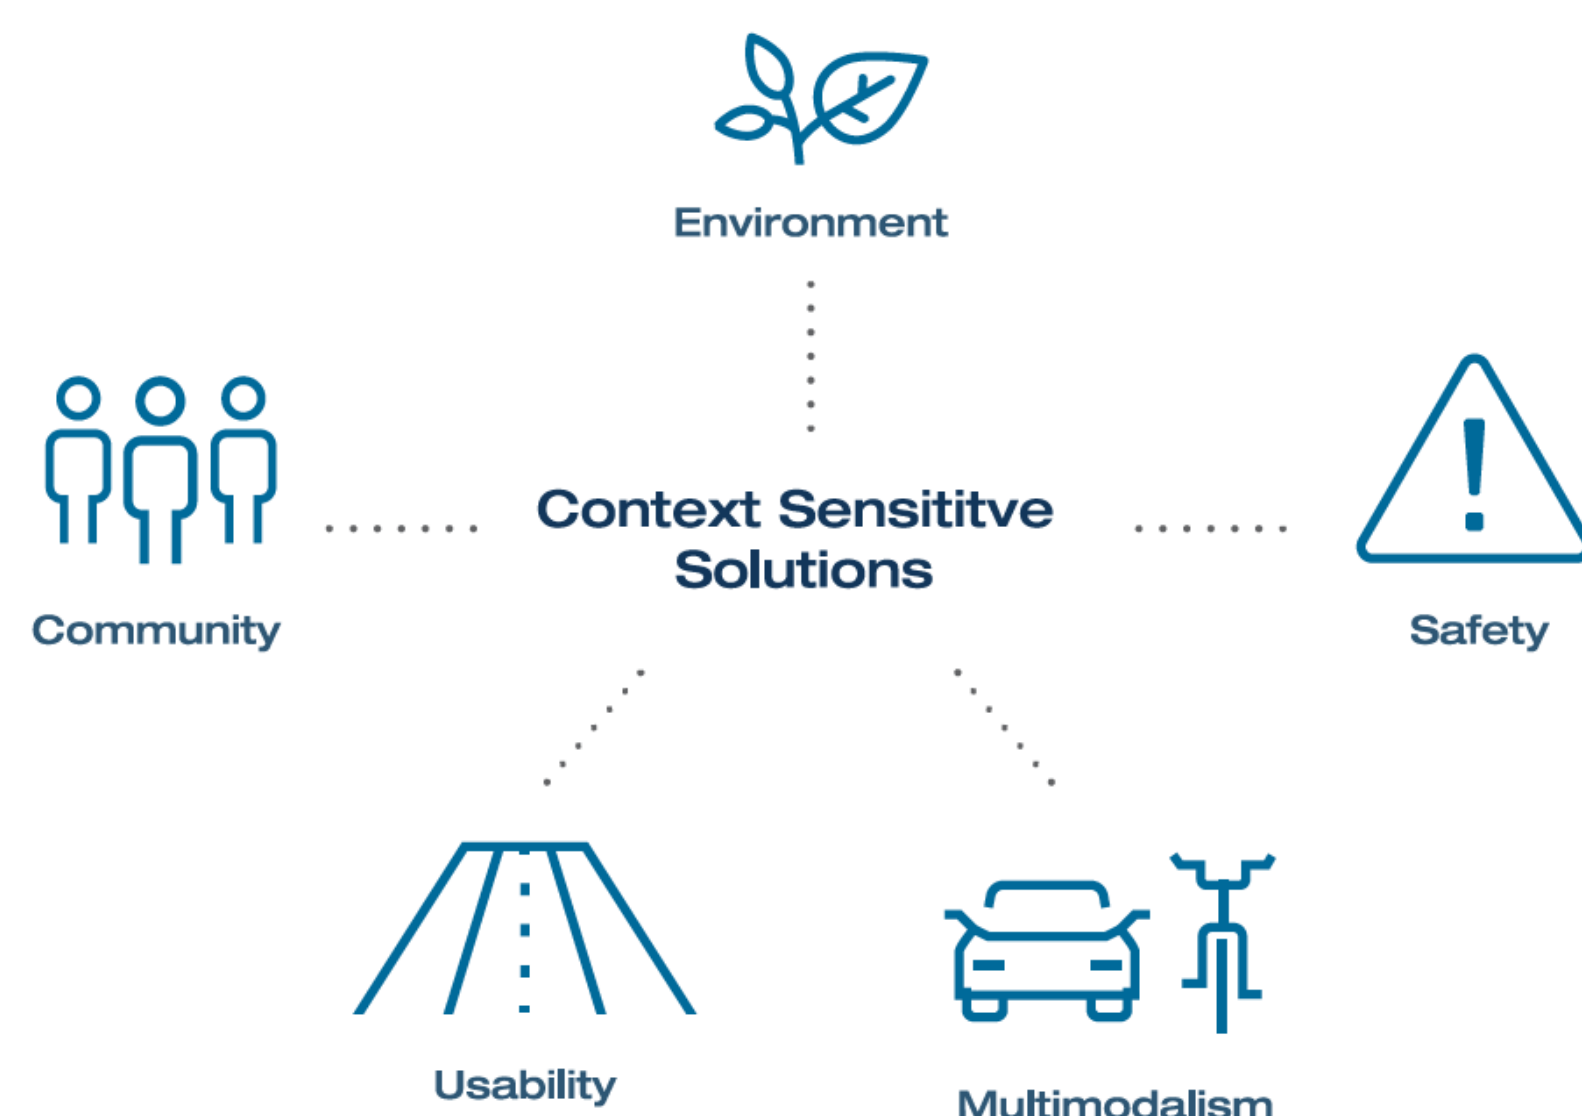 Environment
Context Sensititve
Solutions
Community
Safety
Usability
Multimodalism